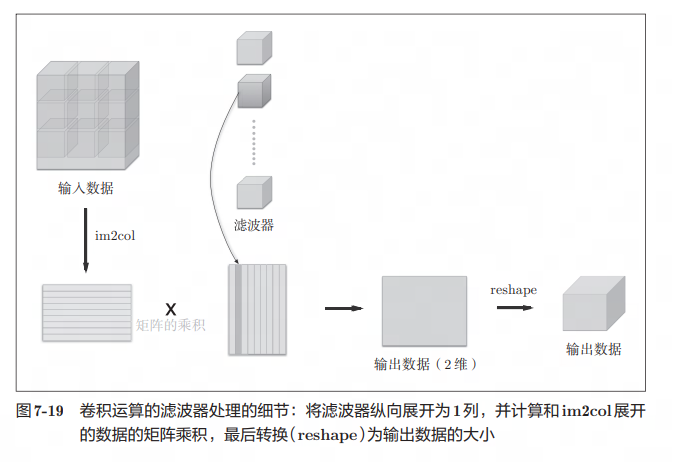 输入数据
滤波器
im2col
X
矩阵的乘积
reshape
输出数据（2维）
输出数据
图7-19 卷积运算的滤波器处理的细节：将滤波器纵向展开为1列，并计算和im2col展开
的数据的矩阵乘积，最后转换（reshape）为输出数据的大小